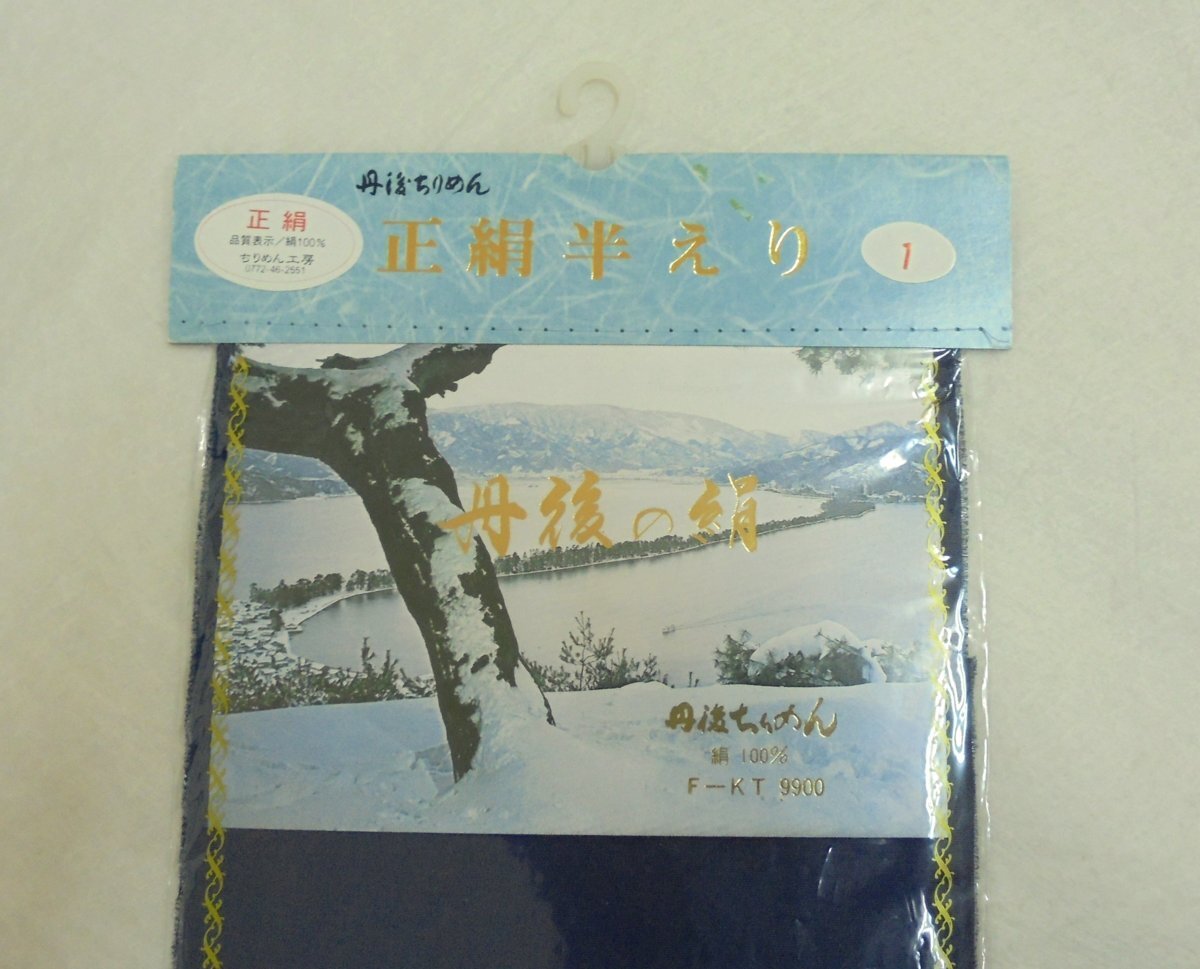 丹後ちりめん
正絹半えり
正絹
品質表示/絹100%
ちりめん工房
0772-46-2551
1
丹後の絹
丹後ちりめん
絹 100%
F-KT 9900